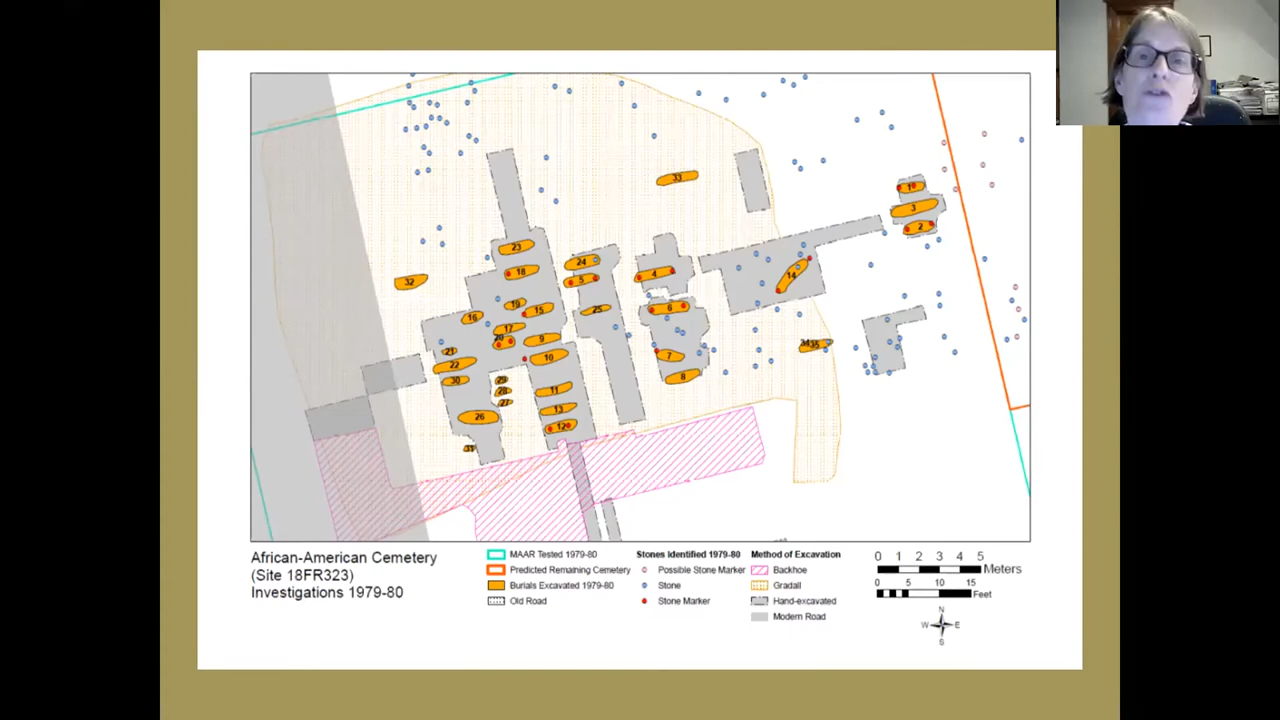 33
1
3
2
23
24
18
4
5
14
32
19
15
25
6
16
17
20
9
34
35
21
10
7
22
8
30
29
28
11
27
13
26
12
31
African-American Cemetery
(Site 18FR323)
Investigations 1979-80
MAAR Tested 1979-80
Predicted Remaining Cemetery
Burials Excavated 1979-80
Old Road
Stones Identified 1979-80
Possible Stone Marker
Stone
Stone Marker
Method of Excavation
Backhoe
Gradall
Hand-excavated
Modern Road
0 1 2 3 4 5
Meters
0 5 10 15
Feet
N
W E
S